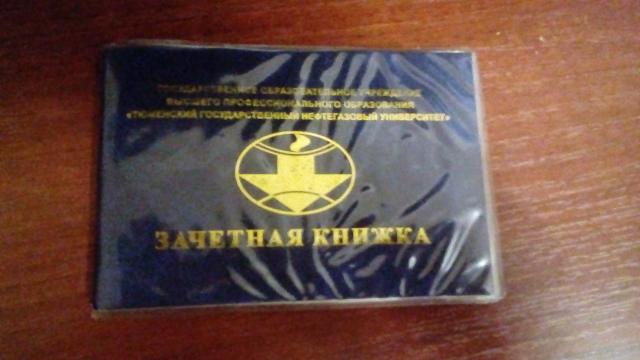 ГОСУДАРСТВЕННОЕ ОБРАЗОВАТЕЛЬНОЕ УЧРЕЖДЕНИЕ
ВЫСШЕГО ПРОФЕССИОНАЛЬНОГО ОБРАЗОВАНИЯ
«ТЮМЕНСКИЙ ГОСУДАРСТВЕННЫЙ НЕФТЕГАЗОВЫЙ УНИВЕРСИТЕТ»
ЗАЧЕТНАЯ КНИЖКА